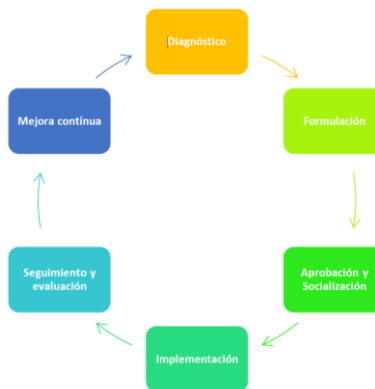 Diagnóstico
Formulación
Aprobación y
Socialización
Implementación
Seguimiento y
evaluación
Mejora contínua